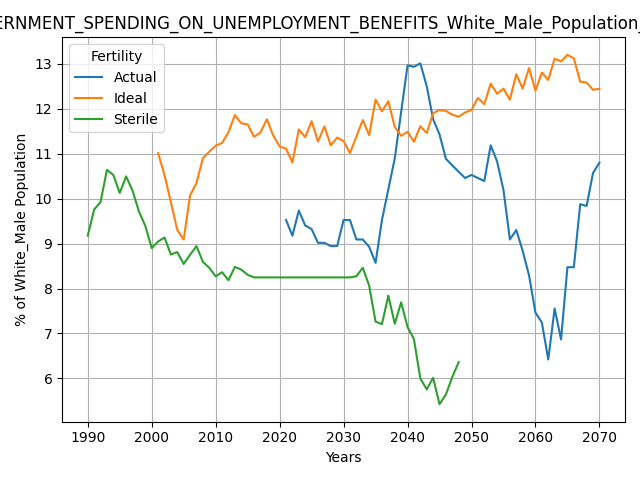 ERNMENT_SPENDING_ON_UNEMPLOYMENT_BENEFITS_White_Male_Population_
Fertility
Actual
Ideal
Sterile
% of White_Male Population
13
12
11
10
9
8
7
6
1990 2000 2010 2020 2030 2040 2050 2060 2070
Years